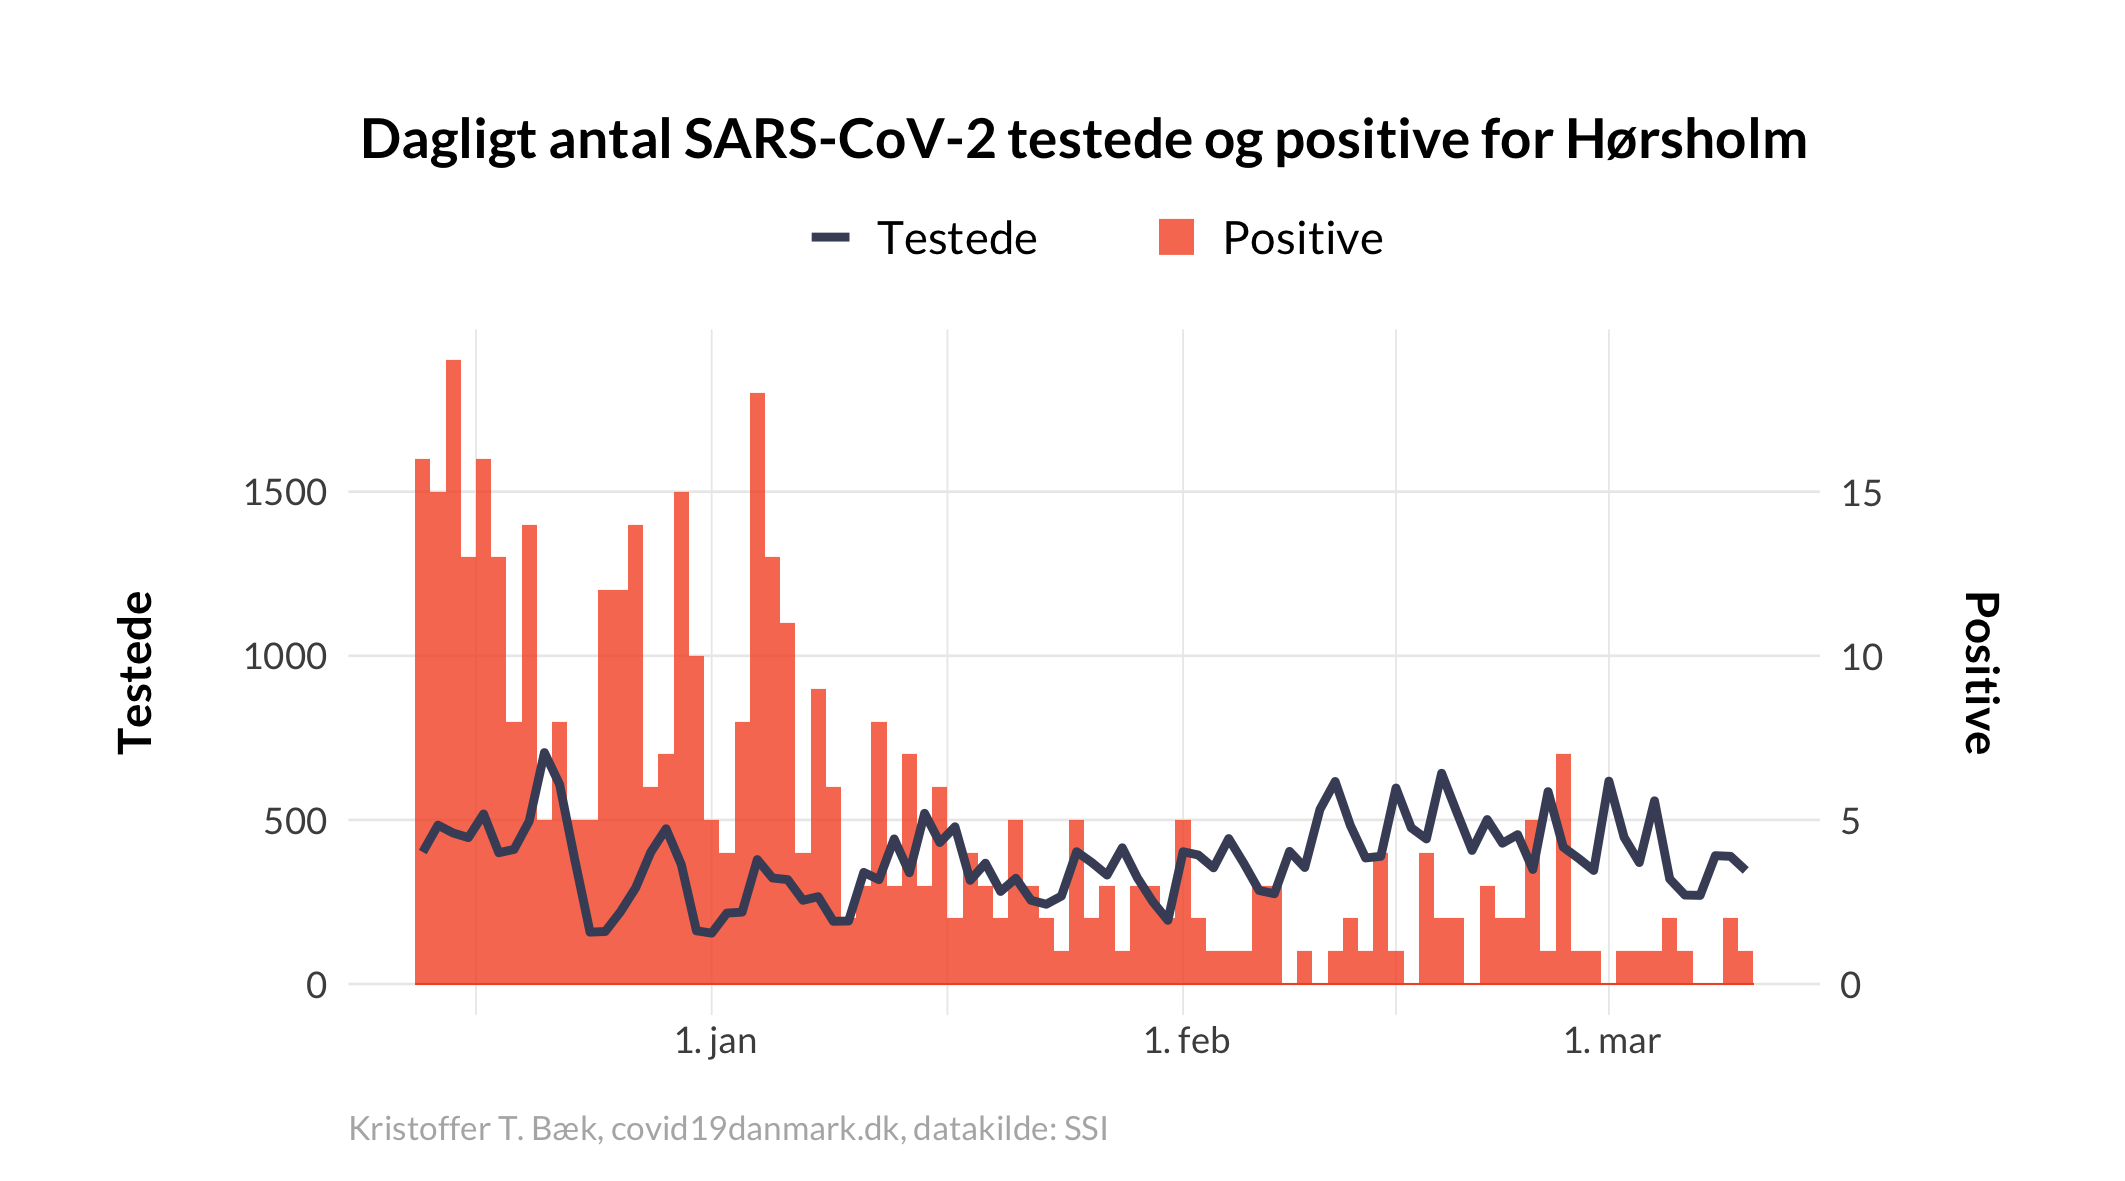 Dagligt antal SARS-CoV-2 testede og positive for Hørsholm
Testede Positive
1500 15
1000 10
500 5
0 0
Testede
Positive
1. jan 1. feb 1. mar
Kristoffer T. Bæk, covid19danmark.dk, datakilde: SSI